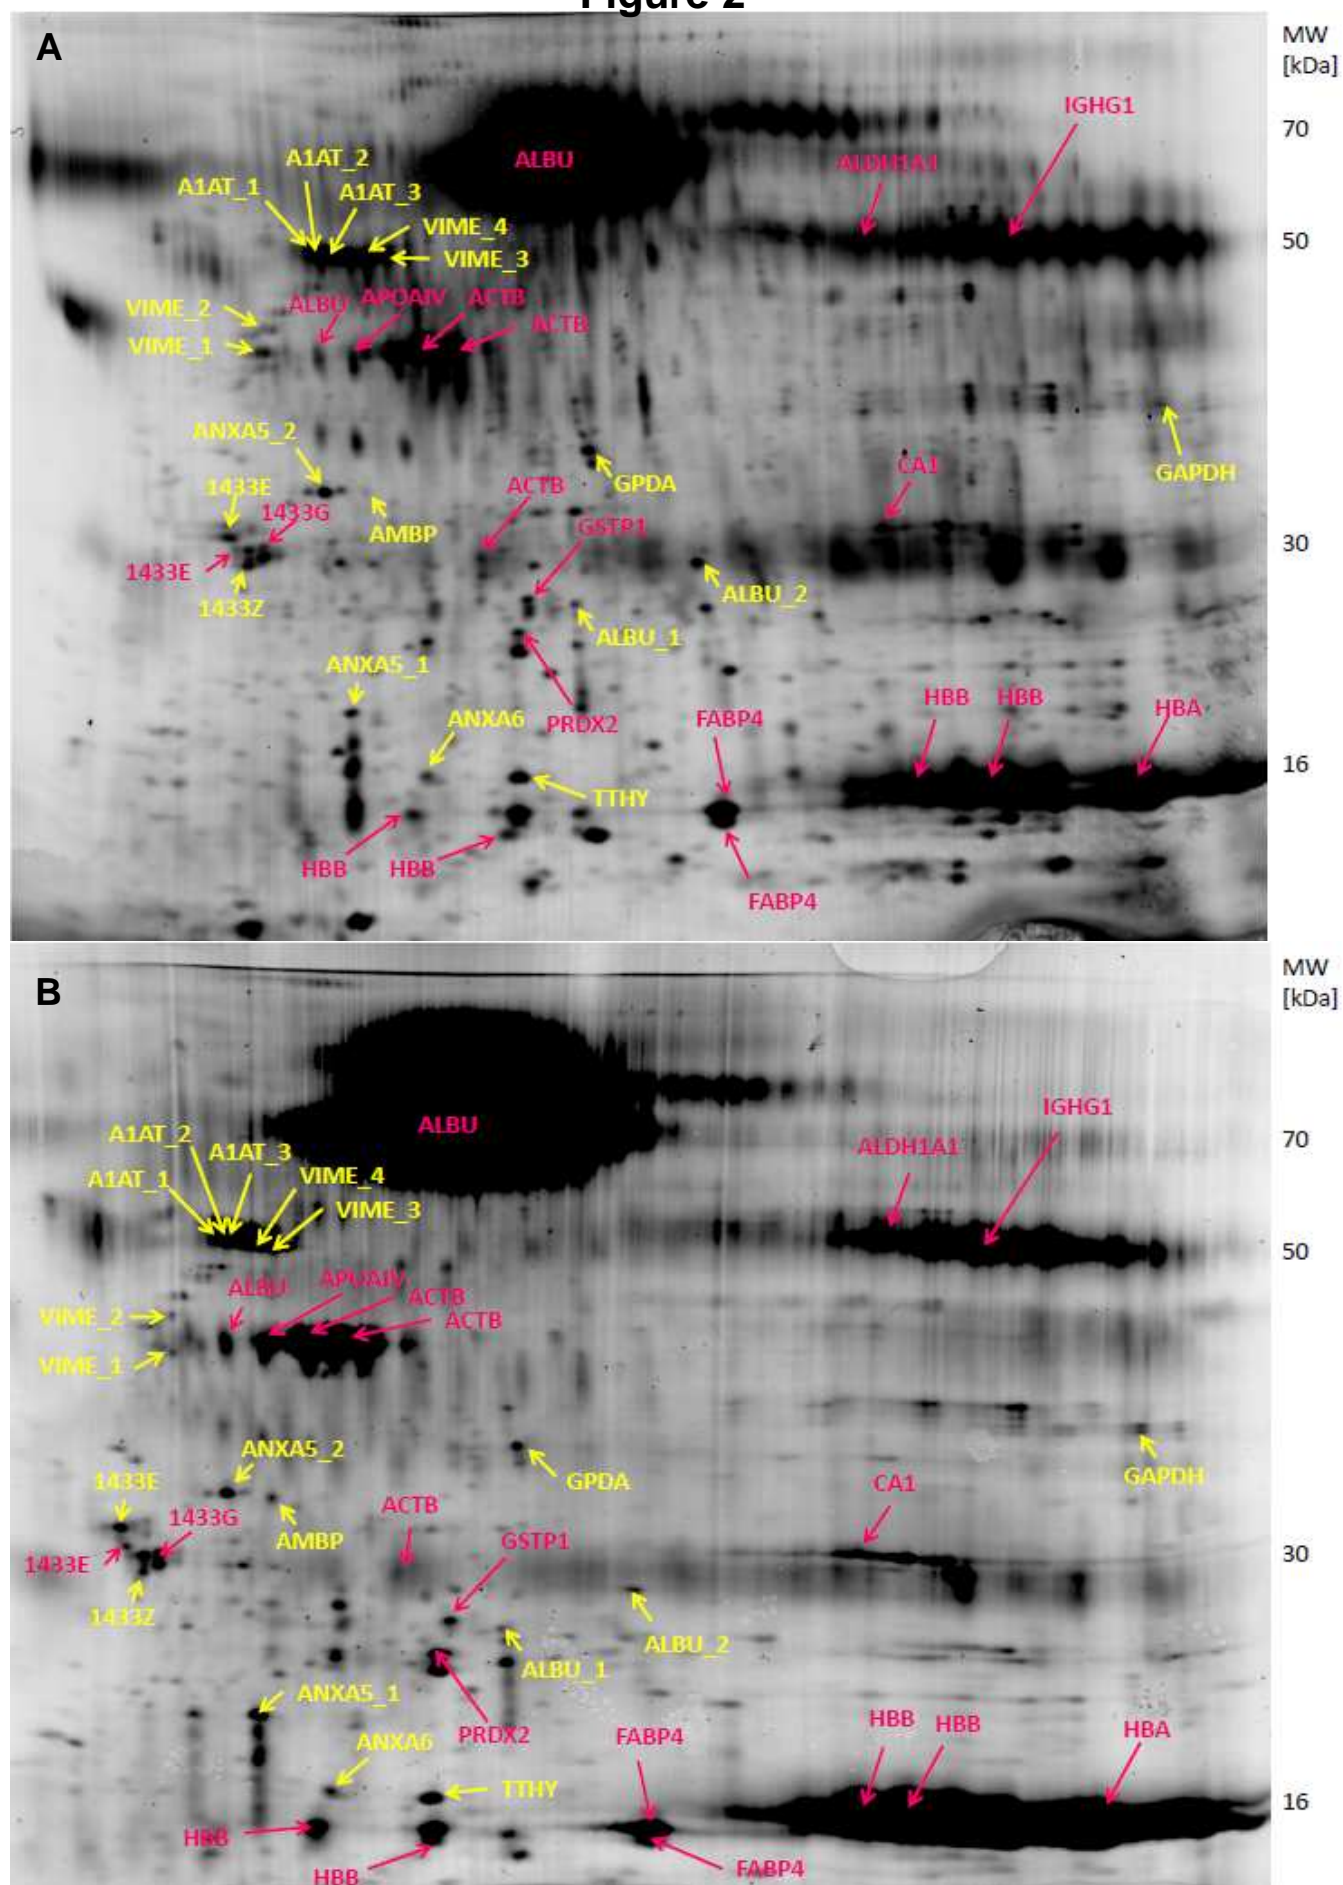 Figure 2
A
MW
[kDa]
IGHG1
70
A1AT_2
ALBU
ALDH1A1
A1AT_1
A1AT_3
VIME_4
50
VIME_3
VIME_2
ALBU
APOAIV
ACTB
ACTB
VIME_1
ANXA5_2
CA1
GAPDH
1433E
ACTB
GPDA
1433G
AMBP
GSTP1
30
1433E
ALBU_2
1433Z
ALBU_1
ANXA5_1
HBB
HBB
HBA
ANXA6
PRDX2
FABP4
16
TTHY
HBB
HBB
FABP4
B
MW
[kDa]
IGHG1
ALBU
70
A1AT_2
A1AT_3
ALDH1A1
A1AT_1
VIME_4
VIME_3
50
ALBU
APOAIV
ACTB
VIME_2
ACTB
VIME_1
ANXA5_2
1433E
GPDA
CA1
GAPDH
ACTB
1433G
AMBP
GSTP1
30
1433E
1433Z
ALBU_2
ALBU_1
ANXA5_1
HBB
HBB
HBA
ANXA6
PRDX2
FABP4
TTHY
16
HBB
HBB
FABP4